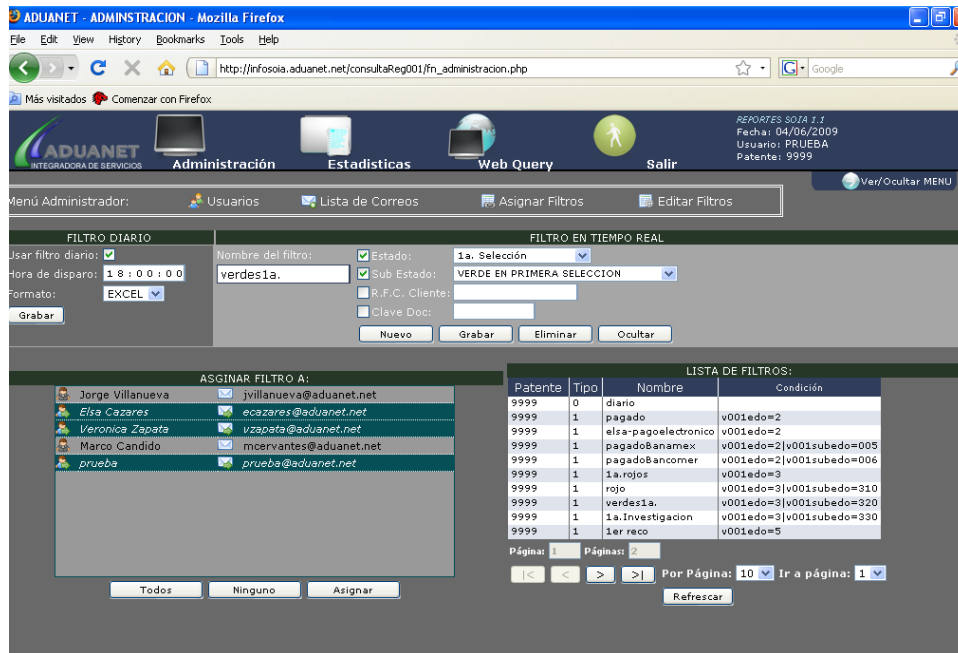 ADUANET - ADMINSTRACION - Mozilla Firefox
File Edit View History Bookmarks Tools Help
http://infosoia.aduanet.net/consultaReg001/fn_administracion.php
Google
Más visitados Comenzar con Firefox
ADUANET
INTEGRADORA DE SERVICIOS
Administración
Estadisticas
Web Query
Salir
REPORTES SOIA 1.1
Fecha: 04/06/2009
Usuario: PRUEBA
Patente: 9999
Ver/Ocultar MENU
Menú Administrador: Usuarios Lista de Correos Asignar Filtros Editar Filtros
FILTRO DIARIO
Usar filtro diario:
Hora de disparo: 18:00:00
Formato: EXCEL
Grabar
FILTRO EN TIEMPO REAL
Nombre del filtro:
verdes1a.
Estado: 1a. Selección
Sub Estado: VERDE EN PRIMERA SELECCION
R.F.C. Cliente:
Clave Doc:
Nuevo Grabar Eliminar Ocultar
ASGINAR FILTRO A:
Jorge Villanueva jvillanueva@aduanet.net
Elsa Cazares ecazares@aduanet.net
Veronica Zapata vzapata@aduanet.net
Marco Candido mcervantes@aduanet.net
prueba prueba@aduanet.net
Todos Ninguno Asignar
LISTA DE FILTROS:
Patente Tipo Nombre Condición
9999 0 diario
9999 1 pagado v001edo=2
9999 1 elsa-pagoelectronico v001edo=2
9999 1 pagadoBanamex v001edo=2|v001subedo=005
9999 1 pagadoBancomer v001edo=2|v001subedo=006
9999 1 1a.rojos v001edo=3
9999 1 rojo v001edo=3|v001subedo=310
9999 1 verdes1a. v001edo=3|v001subedo=320
9999 1 1a.Investigacion v001edo=3|v001subedo=330
9999 1 1er reco v001edo=5
Página: 1 Páginas: 2
|< < > >| Por Página: 10 Ir a página: 1
Refrescar